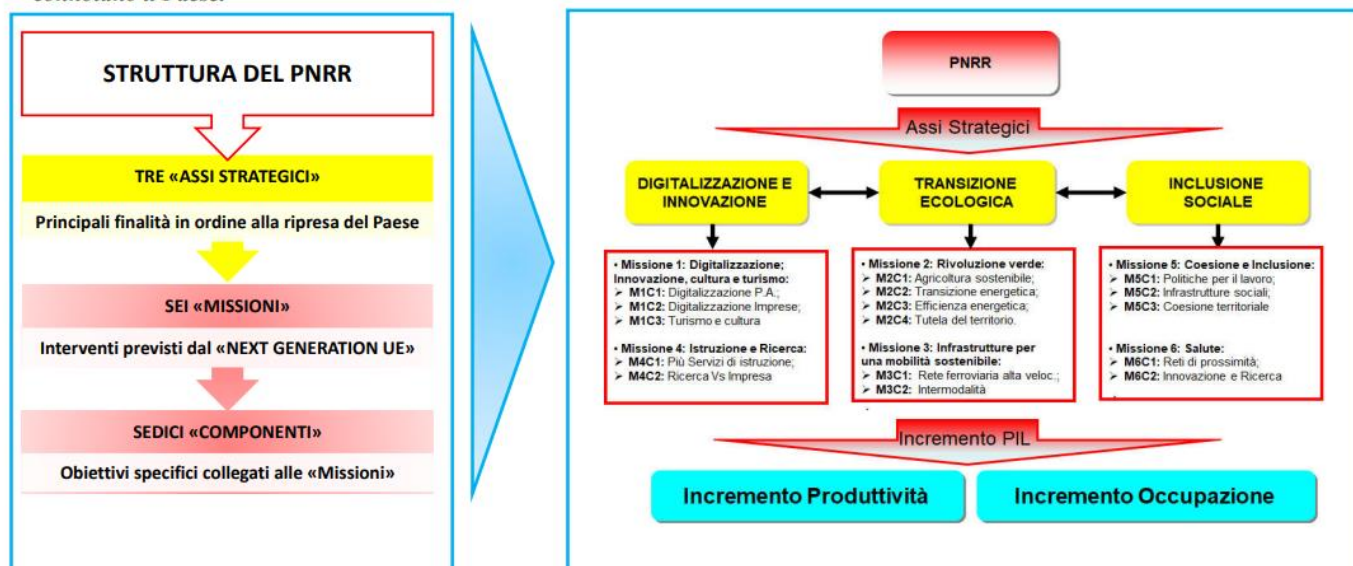 STRUTTURA DEL PNRR
TRE «ASSI STRATEGICI»
Principali finalità in ordine alla ripresa del Paese
SEI «MISSIONI»
Interventi previsti dal «NEXT GENERATION UE»
SEDICI «COMPONENTI»
Obiettivi specifici collegati alle «Missioni»
PNRR
Assi Strategici
DIGITALIZZAZIONE E
INNOVAZIONE
TRANSIZIONE
ECOLOGICA
INCLUSIONE
SOCIALE
• Missione 1: Digitalizzazione;
Innovazione, cultura e turismo:
➢ M1C1: Digitalizzazione P.A.;
➢ M1C2: Digitalizzazione Imprese;
➢ M1C3: Turismo e cultura
• Missione 4: Istruzione e Ricerca:
➢ M4C1: Più Servizi di istruzione;
➢ M4C2: Ricerca Vs Impresa
• Missione 2: Rivoluzione verde:
➢ M2C1: Agricoltura sostenibile;
➢ M2C2: Transizione energetica;
➢ M2C3: Efficienza energetica;
➢ M2C4: Tutela del territorio.
• Missione 3: Infrastrutture per
una mobilità sostenibile:
➢ M3C1: Rete ferroviaria alta veloc.;
➢ M3C2: Intermodalità
.
• Missione 5: Coesione e Inclusione:
➢ M5C1: Politiche per il lavoro;
➢ M5C2: Infrastrutture sociali;
➢ M5C3: Coesione territoriale
• Missione 6: Salute:
➢ M6C1: Reti di prossimità;
➢ M6C2: Innovazione e Ricerca
.
Incremento PIL
Incremento Produttività
Incremento Occupazione